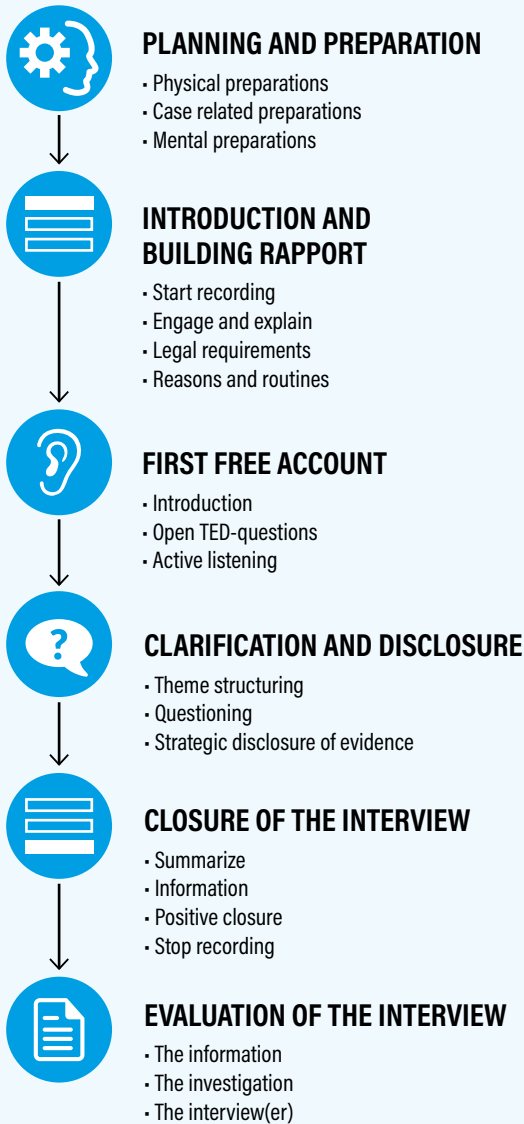 PLANNING AND PREPARATION
· Physical preparations
· Case related preparations
· Mental preparations
INTRODUCTION AND
BUILDING RAPPORT
· Start recording
· Engage and explain
· Legal requirements
· Reasons and routines
FIRST FREE ACCOUNT
· Introduction
· Open TED-questions
· Active listening
?
CLARIFICATION AND DISCLOSURE
· Theme structuring
· Questioning
· Strategic disclosure of evidence
CLOSURE OF THE INTERVIEW
· Summarize
· Information
· Positive closure
· Stop recording
EVALUATION OF THE INTERVIEW
· The information
· The investigation
· The interview(er)